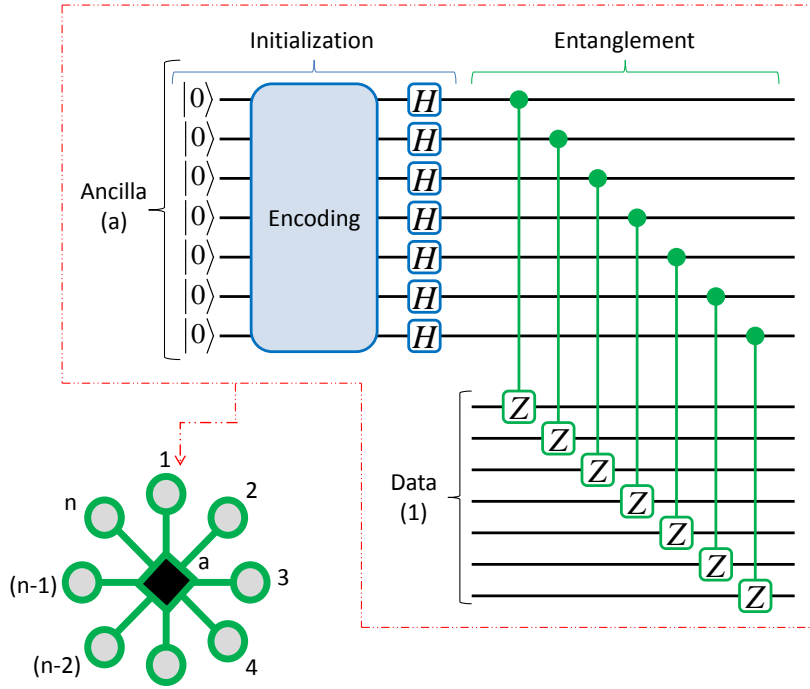 Initialization
Entanglement
Ancilla
(a)
|0⟩ H
|0⟩ H
|0⟩ H
|0⟩ Encoding H
|0⟩ H
|0⟩ H
|0⟩ H
Data
(1)
Z
Z
Z
Z
Z
Z
Z
1
2
n
a
(n-1)
3
(n-2)
4